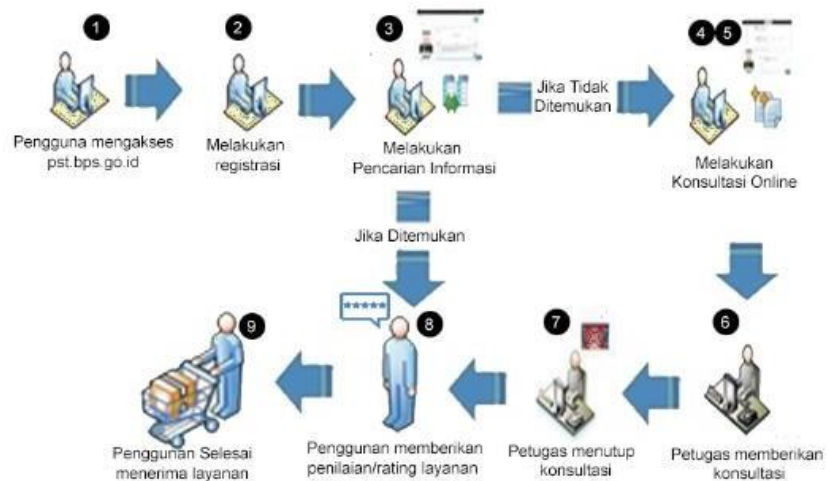 1
Pengguna mengakses
pst.bps.go.id
2
Melakukan
registrasi
3
Melakukan
Pencarian Informasi
Jika Tidak
Ditemukan
4 5
Melakukan
Konsultasi Online
Jika Ditemukan
6
Petugas memberikan
konsultasi
7
Petugas menutup
konsultasi
*****
8
Penggunan memberikan
penilaian/rating layanan
9
Penggunan Selesai
menerima layanan